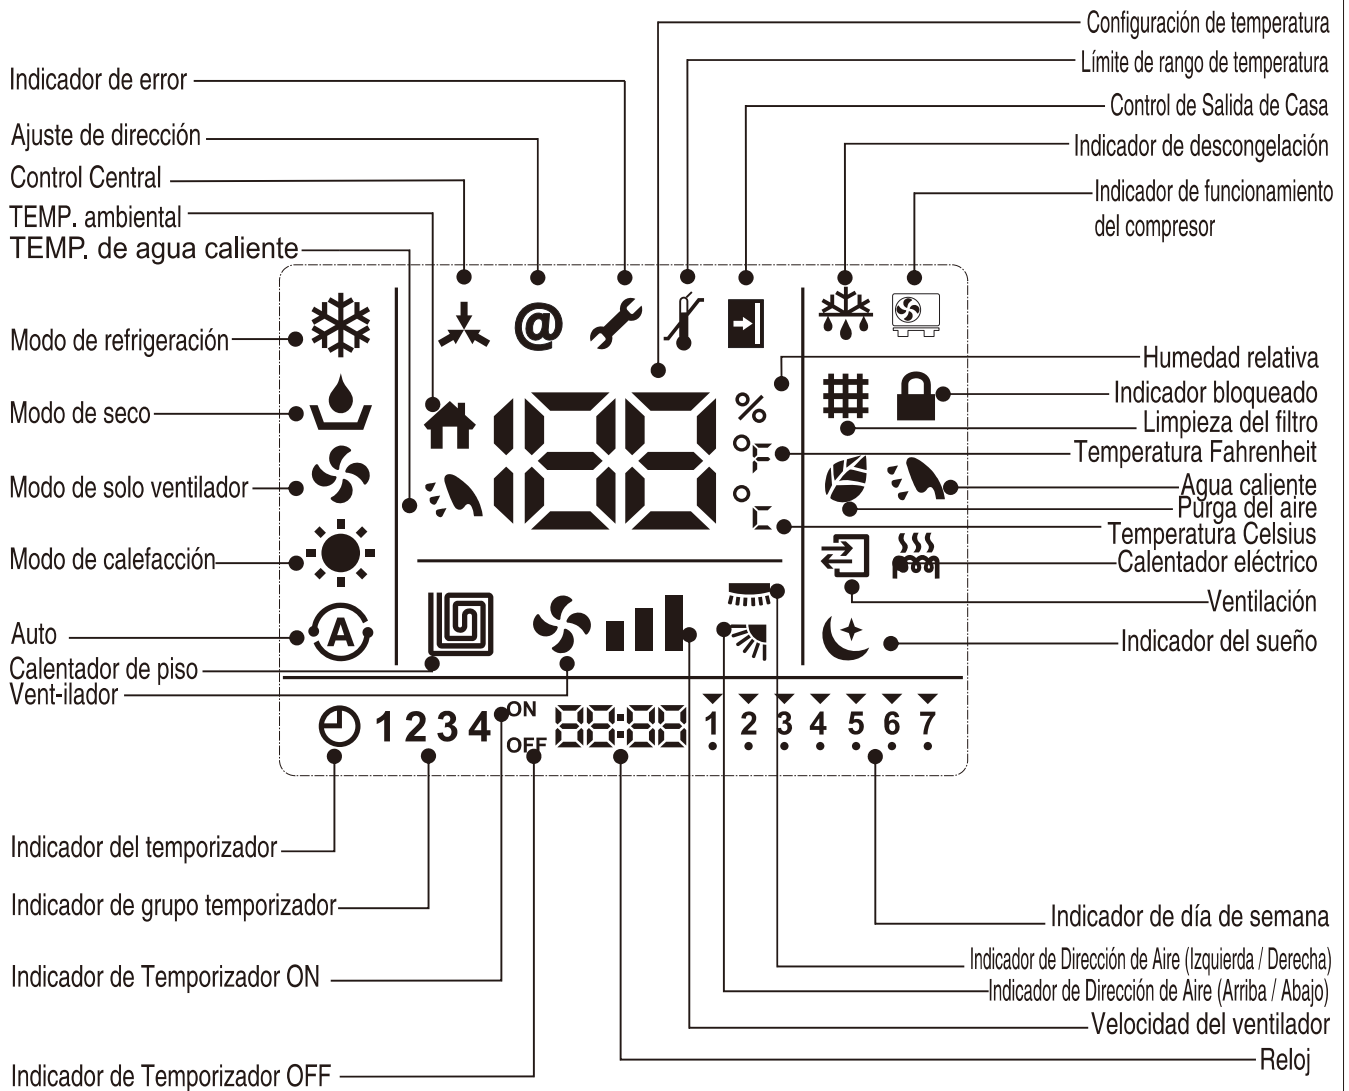 Configuración de temperatura
Límite de rango de temperatura
Indicador de error
Control de Salida de Casa
Ajuste de dirección
Indicador de descongelación
Control Central
Indicador de funcionamiento
del compresor
TEMP. ambiental
TEMP. de agua caliente
@
Modo de refrigeración
Humedad relativa
Indicador bloqueado
Modo de seco
188
%
°F
°C
Limpieza del filtro
Temperatura Fahrenheit
Modo de solo ventilador
Agua caliente
Purga del aire
Temperatura Celsius
Modo de calefacción
Calentador eléctrico
Ventilación
Auto
A
Indicador del sueño
Calentador de piso
Vent-ilador
1 2 3 4
ON
OFF
88:88
1 2 3 4 5 6 7
Indicador del temporizador
Indicador de grupo temporizador
Indicador de día de semana
Indicador de Temporizador ON
Indicador de Dirección de Aire (Izquierda / Derecha)
Indicador de Dirección de Aire (Arriba / Abajo)
Velocidad del ventilador
Reloj
Indicador de Temporizador OFF